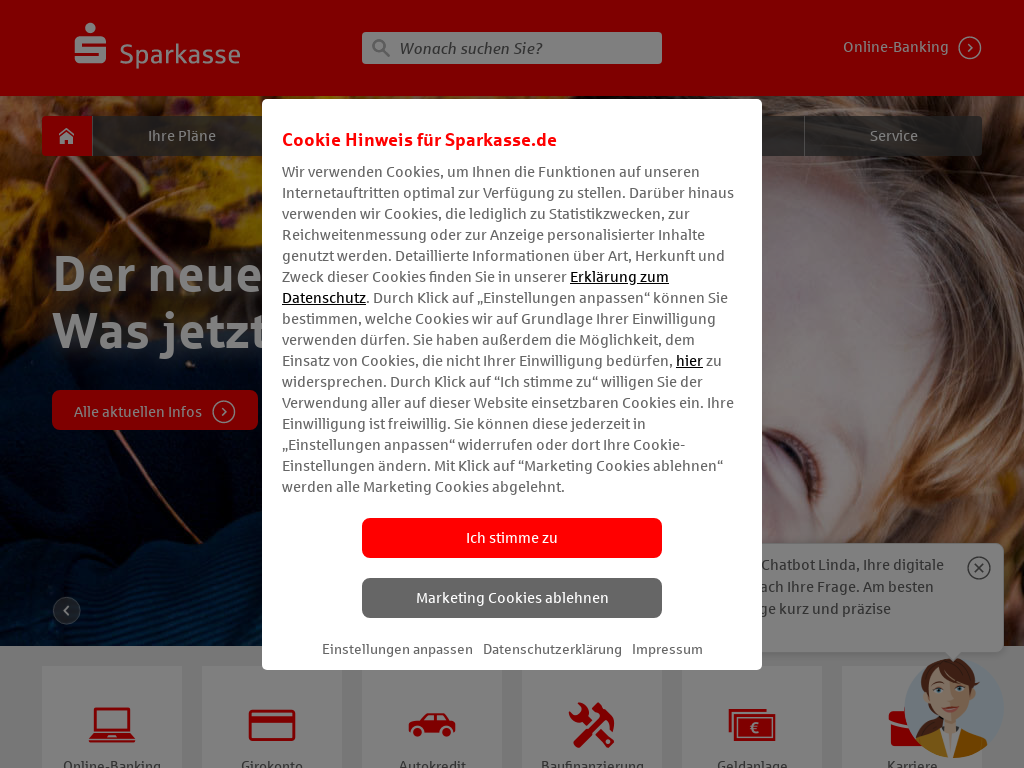 Sparkasse
Wonach suchen Sie?
Online-Banking
Ihre Pläne
Service
Cookie Hinweis für Sparkasse.de
Wir verwenden Cookies, um Ihnen die Funktionen auf unseren
Internetauftritten optimal zur Verfügung zu stellen. Darüber hinaus
verwenden wir Cookies, die lediglich zu Statistikzwecken, zur
Reichweitenmessung oder zur Anzeige personalisierter Inhalte
genutzt werden. Detaillierte Informationen über Art, Herkunft und
Zweck dieser Cookies finden Sie in unserer Erklärung zum
Datenschutz. Durch Klick auf „Einstellungen anpassen“ können Sie
bestimmen, welche Cookies wir auf Grundlage Ihrer Einwilligung
verwenden dürfen. Sie haben außerdem die Möglichkeit, dem
Einsatz von Cookies, die nicht Ihrer Einwilligung bedürfen, hier zu
widersprechen. Durch Klick auf “Ich stimme zu“ willigen Sie der
Verwendung aller auf dieser Website einsetzbaren Cookies ein. Ihre
Einwilligung ist freiwillig. Sie können diese jederzeit in
„Einstellungen anpassen“ widerrufen oder dort Ihre Cookie-
Einstellungen ändern. Mit Klick auf “Marketing Cookies ablehnen“
werden alle Marketing Cookies abgelehnt.
Ich stimme zu
Marketing Cookies ablehnen
Einstellungen anpassen Datenschutzerklärung Impressum
Der neue
Was jetzt
Alle aktuellen Infos
Chatbot Linda, Ihre digitale
Ihre Frage. Am besten
kurz und präzise
Online-Banking
Girokonto
Autokredit
Baufinanzierung
Geldanlage
Karriere